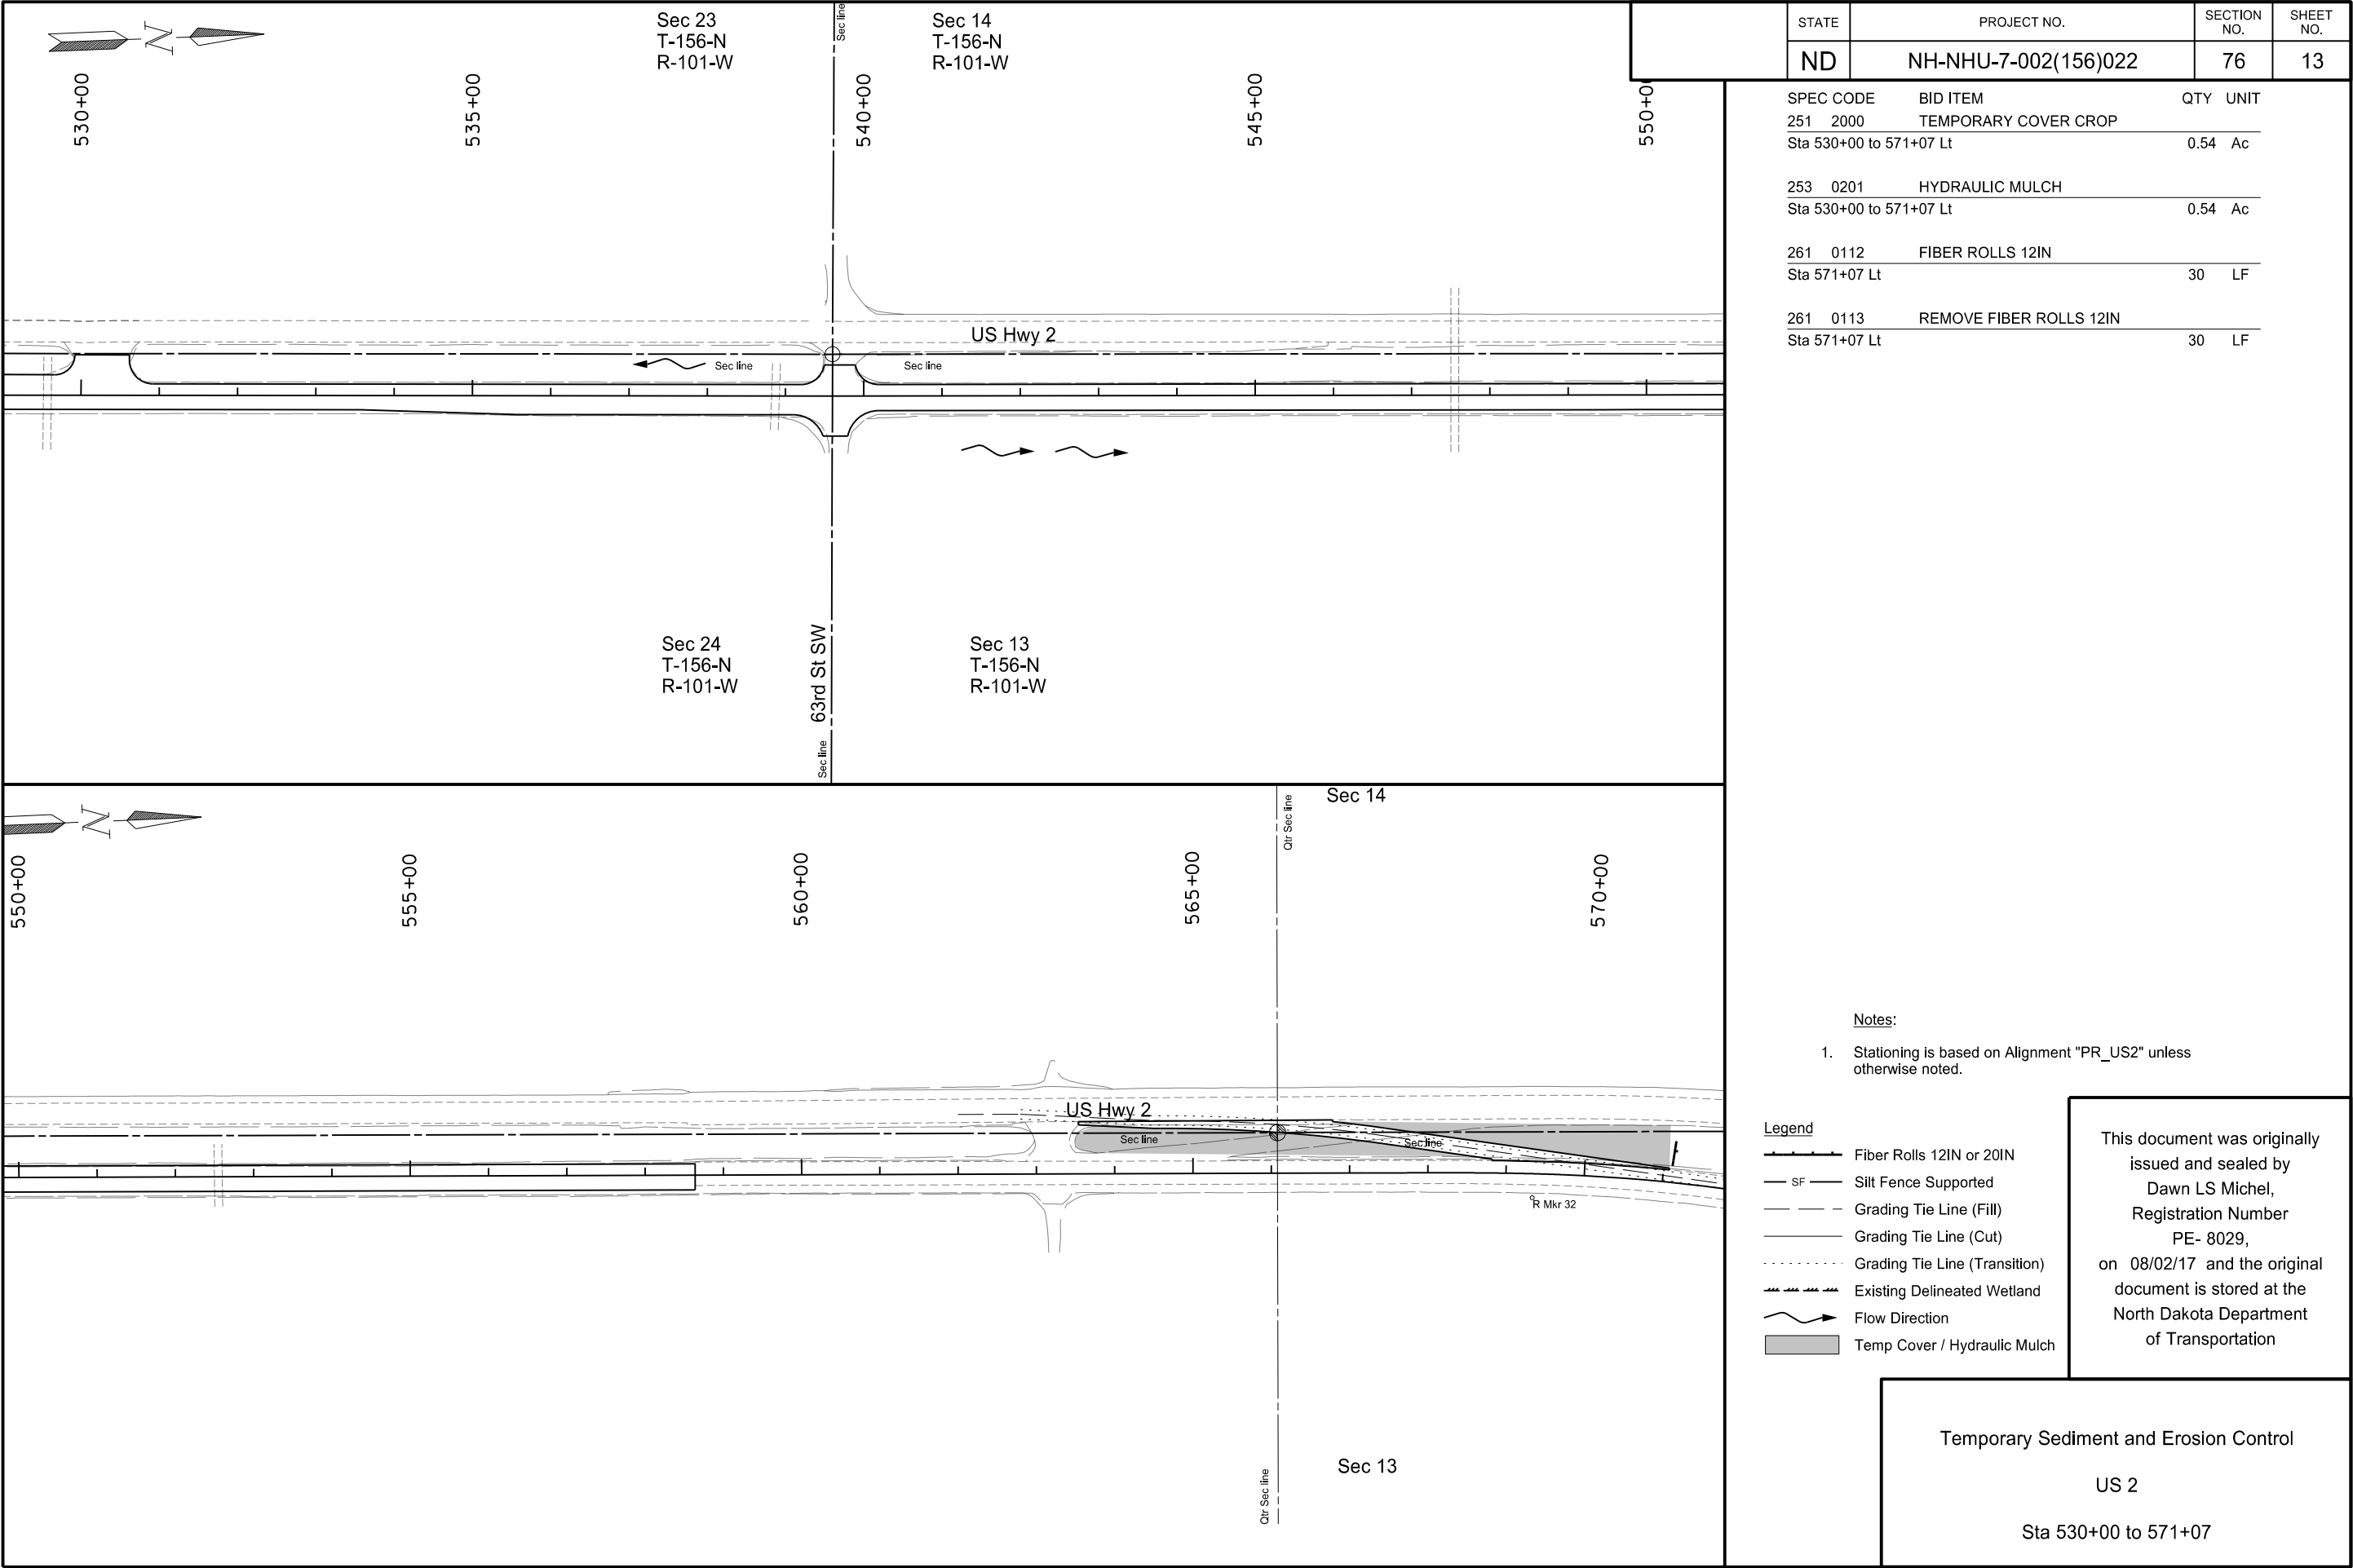 STATE
PROJECT NO.
SECTION NO.
SHEET NO.
ND
NH-NHU-7-002(156)022
76
13
SPEC CODE BID ITEM QTY UNIT
251 2000 TEMPORARY COVER CROP
Sta 530+00 to 571+07 Lt 0.54 Ac
253 0201 HYDRAULIC MULCH
Sta 530+00 to 571+07 Lt 0.54 Ac
261 0112 FIBER ROLLS 12IN
Sta 571+07 Lt 30 LF
261 0113 REMOVE FIBER ROLLS 12IN
Sta 571+07 Lt 30 LF
N
Sec 23
T-156-N
R-101-W
Sec line
Sec 14
T-156-N
R-101-W
530+00
535+00
540+00
545+00
550+00
US Hwy 2
Sec line
Sec line
Sec 24
T-156-N
R-101-W
63rd St SW
Sec line
Sec 13
T-156-N
R-101-W
N
Sec 14
Qtr Sec line
550+00
555+00
560+00
565+00
570+00
US Hwy 2
Sec line
Sec line
R Mkr 32
Sec 13
Qtr Sec line
Notes:
1. Stationing is based on Alignment "PR_US2" unless
otherwise noted.
Legend
Fiber Rolls 12IN or 20IN
SF Silt Fence Supported
Grading Tie Line (Fill)
Grading Tie Line (Cut)
Grading Tie Line (Transition)
Existing Delineated Wetland
Flow Direction
Temp Cover / Hydraulic Mulch
This document was originally
issued and sealed by
Dawn LS Michel,
Registration Number
PE- 8029,
on 08/02/17 and the original
document is stored at the
North Dakota Department
of Transportation
Temporary Sediment and Erosion Control
US 2
Sta 530+00 to 571+07